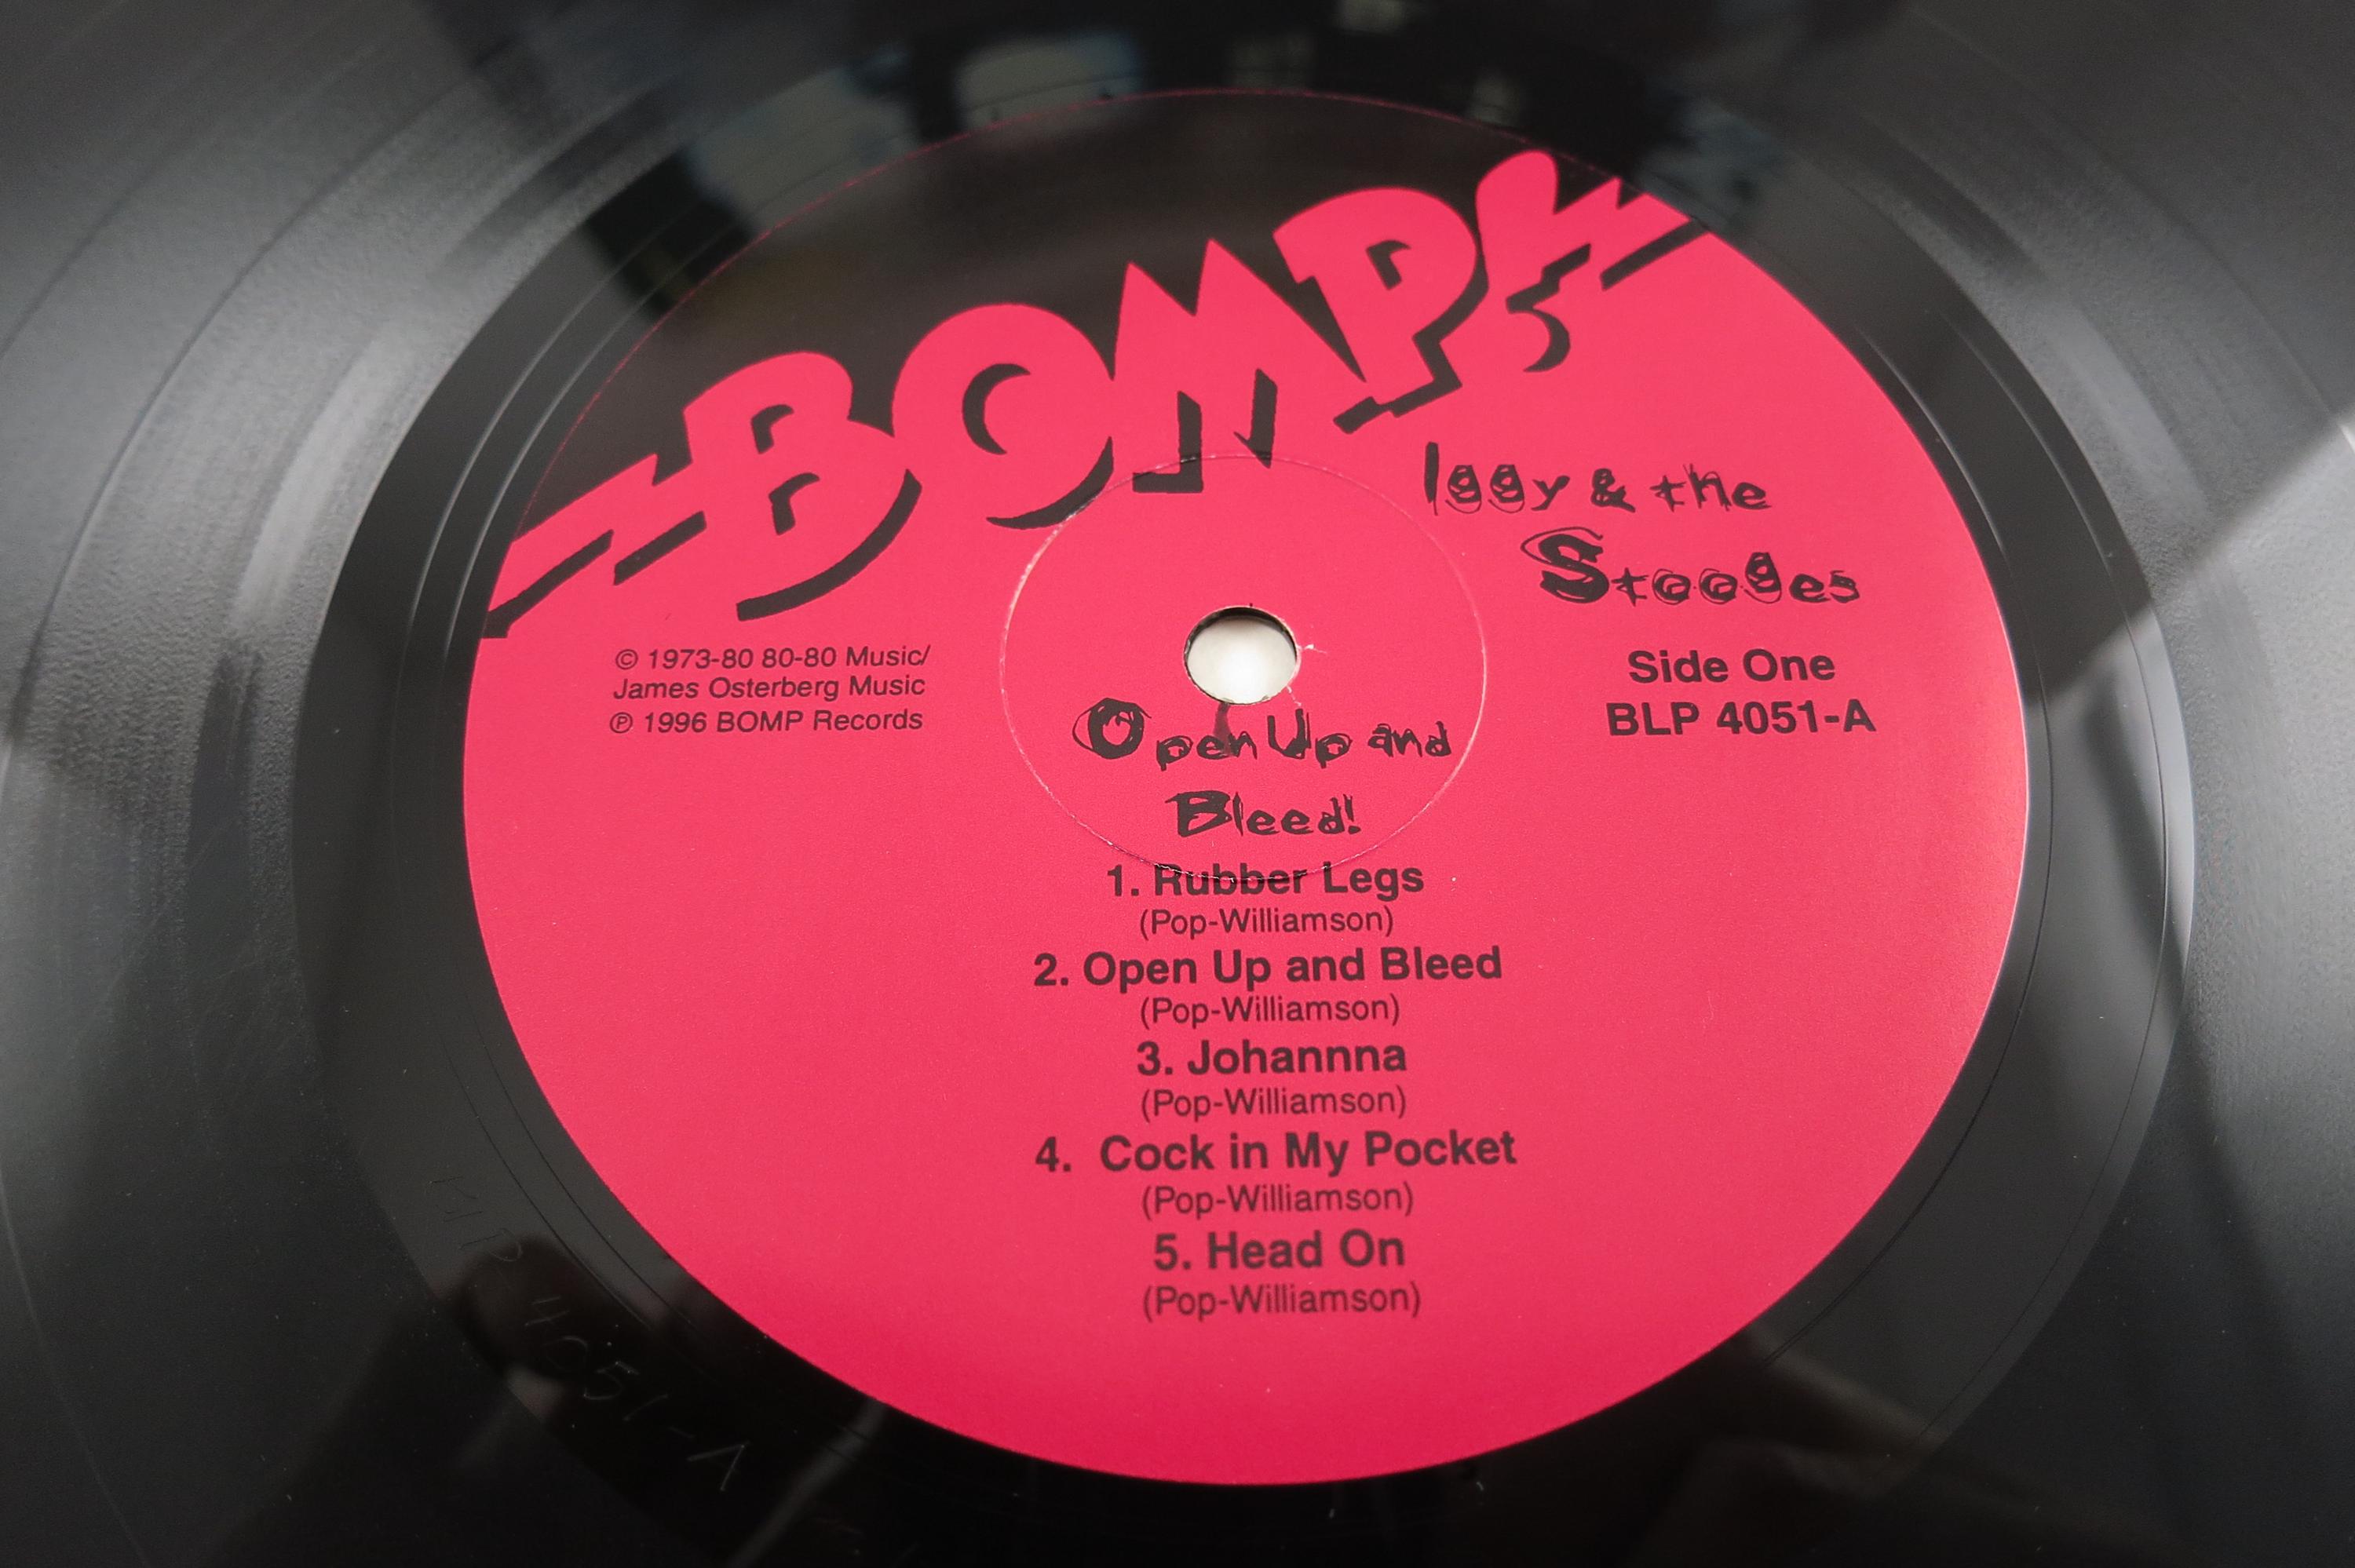 BOMP
Iggy & the
Stooges
© 1973-80 80-80 Music/
James Osterberg Music
℗ 1996 BOMP Records
Side One
BLP 4051-A
Open Up and
Bleed!
1. Rubber Legs
(Pop-Williamson)
2. Open Up and Bleed
(Pop-Williamson)
3. Johannna
(Pop-Williamson)
4. Cock in My Pocket
(Pop-Williamson)
5. Head On
(Pop-Williamson)
BLP 4051-A